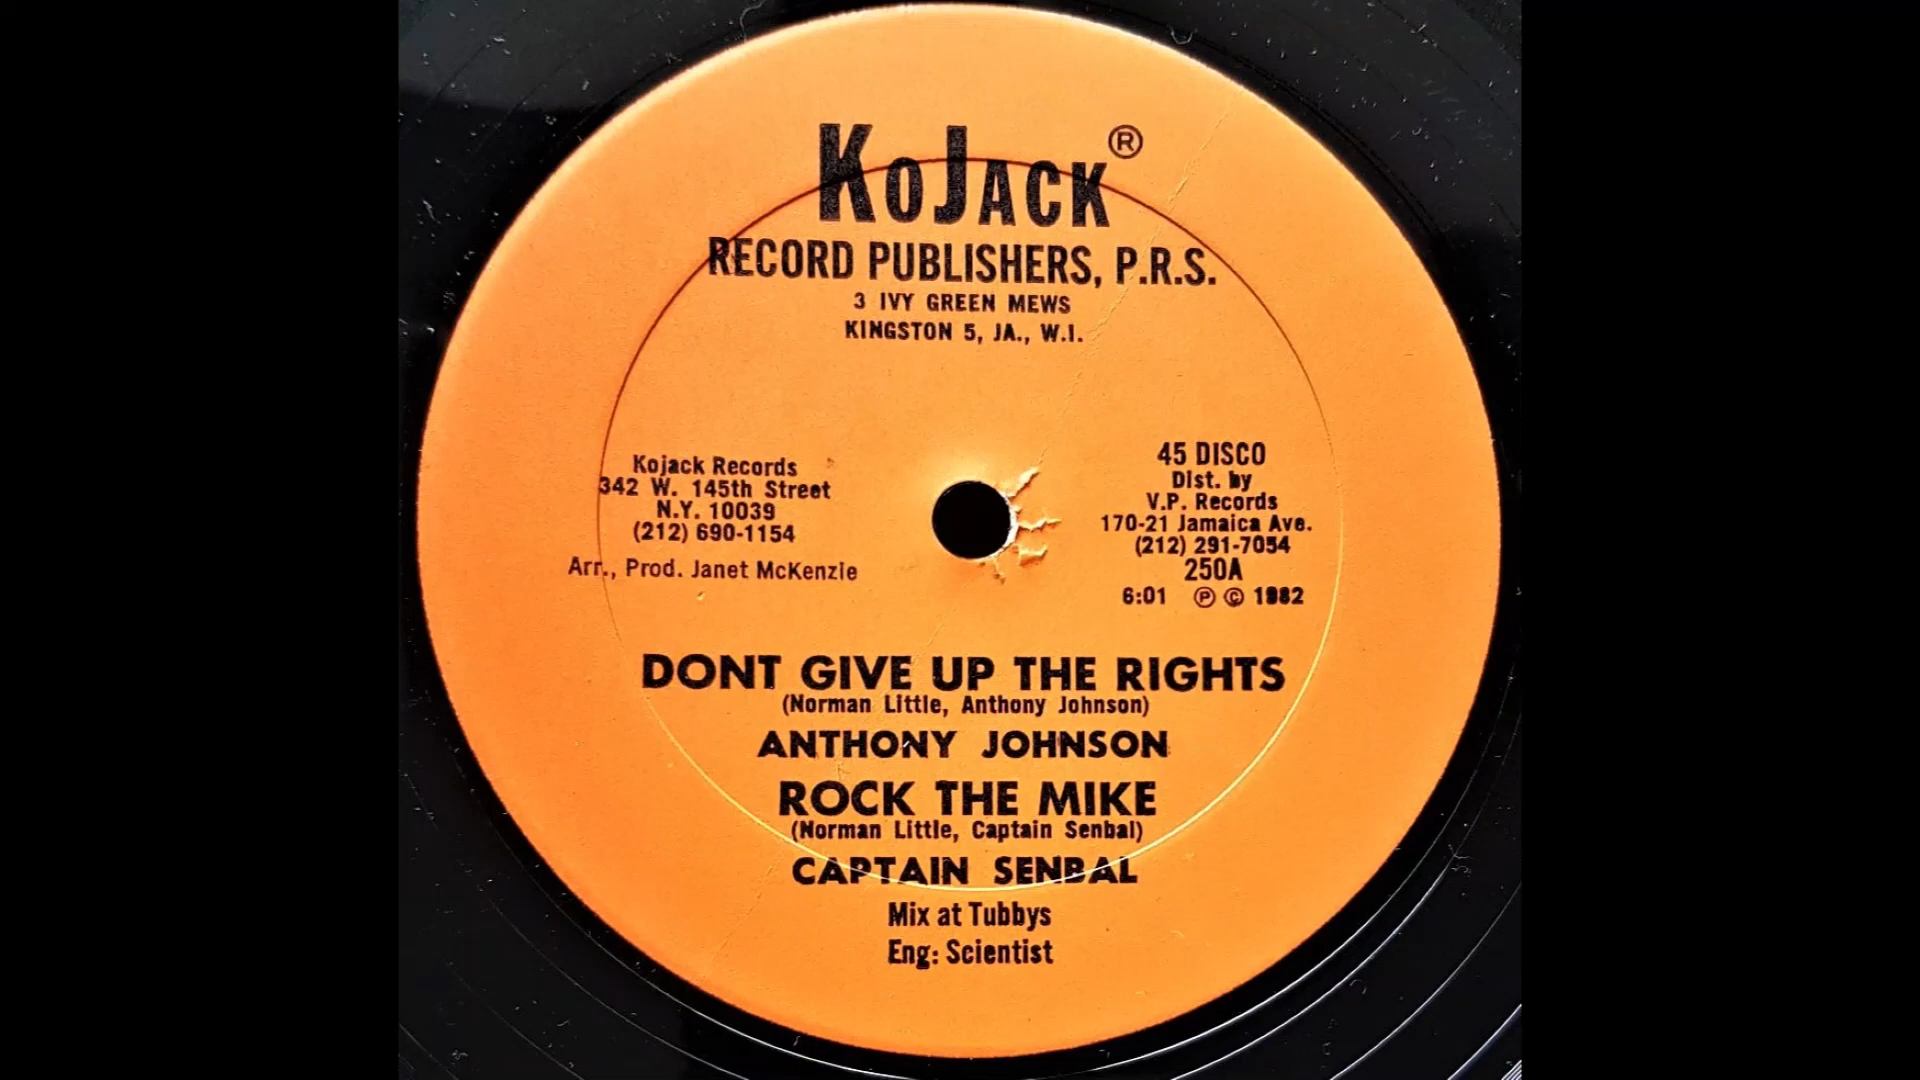 KOJACK®
RECORD PUBLISHERS, P.R.S.
3 IVY GREEN MEWS
KINGSTON 5, JA., W.I.
Kojack Records
342 W. 145th Street
N.Y. 10039
(212) 690-1154
Arr., Prod. Janet McKenzie
45 DISCO
Dist. by
V.P. Records
170-21 Jamaica Ave.
(212) 291-7054
250A
6:01 Ⓟ © 1982
DONT GIVE UP THE RIGHTS
(Norman Little, Anthony Johnson)
ANTHONY JOHNSON
ROCK THE MIKE
(Norman Little, Captain Senbal)
CAPTAIN SENBAL
Mix at Tubbys
Eng: Scientist